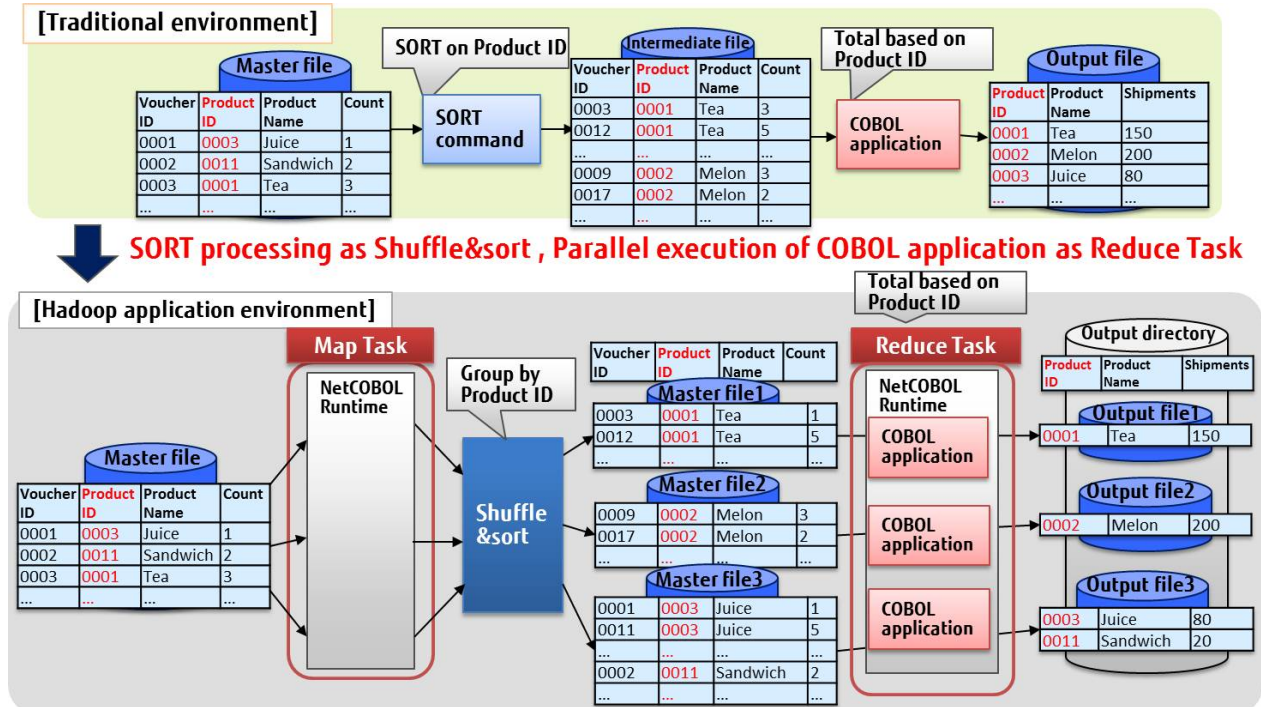 [Traditional environment]
SORT on Product ID
Total based on
Product ID
Master file
Voucher ID Product ID Product Name Count
0001 0003 Juice 1
0002 0011 Sandwich 2
0003 0001 Tea 3
... ... ... ...
SORT
command
Intermediate file
Voucher ID Product ID Product Name Count
0003 0001 Tea 3
0012 0001 Tea 5
... ... ... ...
0009 0002 Melon 3
0017 0002 Melon 2
... ... ... ...
COBOL
application
Output file
Product ID Product Name Shipments
0001 Tea 150
0002 Melon 200
0003 Juice 80
... ... ...
SORT processing as Shuffle&sort , Parallel execution of COBOL application as Reduce Task
[Hadoop application environment]
Total based on
Product ID
Master file
Voucher ID Product ID Product Name Count
0001 0003 Juice 1
0002 0011 Sandwich 2
0003 0001 Tea 3
... ... ... ...
Map Task
NetCOBOL
Runtime
Group by
Product ID
Shuffle
&sort
Voucher ID Product ID Product Name Count
Master file1
0003 0001 Tea 1
0012 0001 Tea 5
... ... ... ...
Master file2
0009 0002 Melon 3
0017 0002 Melon 2
... ... ... ...
Master file3
0001 0003 Juice 1
0011 0003 Juice 5
... ... ... ...
0002 0011 Sandwich 2
... ... ... ...
Reduce Task
NetCOBOL
Runtime
COBOL
application
COBOL
application
COBOL
application
Output directory
Product ID Product Name Shipments
Output file1
0001 Tea 150
Output file2
0002 Melon 200
Output file3
0003 Juice 80
0011 Sandwich 20